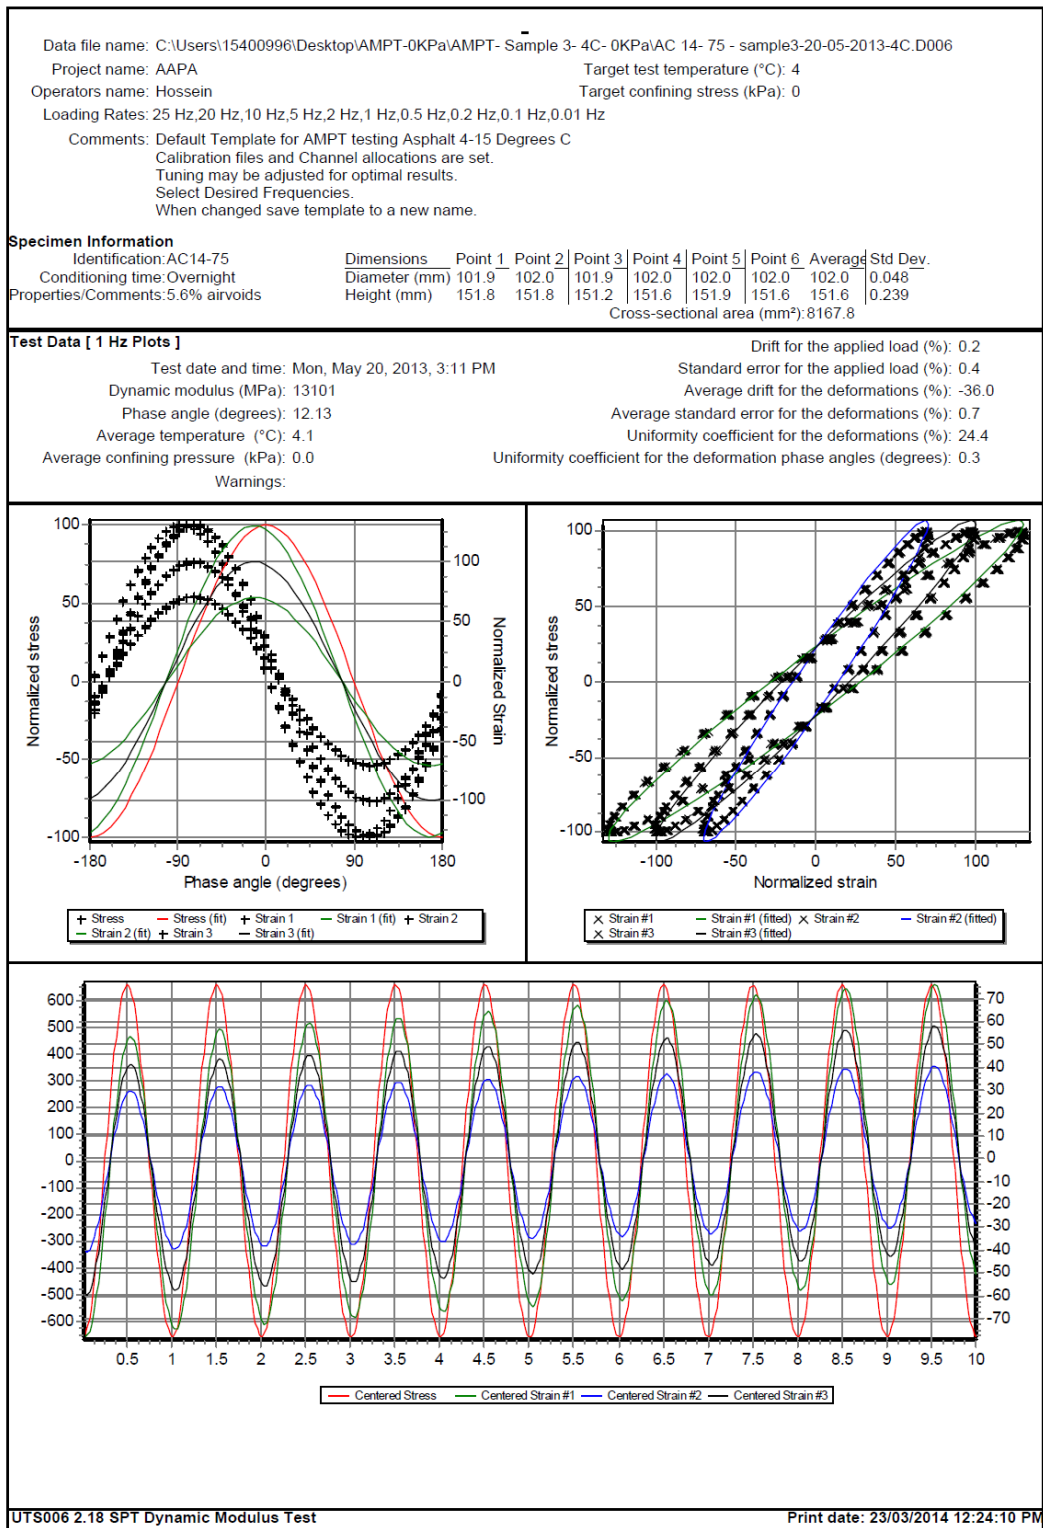 Data file name: C:\Users\15400996\Desktop\AMPT-0KPa\AMPT- Sample 3- 4C- 0KPa\AC 14- 75 - sample3-20-05-2013-4C.D006
Project name: AAPA Target test temperature (°C): 4
Operators name: Hossein Target confining stress (kPa): 0
Loading Rates: 25 Hz,20 Hz,10 Hz,5 Hz,2 Hz,1 Hz,0.5 Hz,0.2 Hz,0.1 Hz,0.01 Hz
Comments: Default Template for AMPT testing Asphalt 4-15 Degrees C
Calibration files and Channel allocations are set.
Tuning may be adjusted for optimal results.
Select Desired Frequencies.
When changed save template to a new name.
Specimen Information
Identification: AC14-75 Dimensions Point 1 Point 2 Point 3 Point 4 Point 5 Point 6 Average Std Dev.
Conditioning time: Overnight Diameter (mm) 101.9 102.0 101.9 102.0 102.0 102.0 102.0 0.048
Properties/Comments: 5.6% airvoids Height (mm) 151.8 151.8 151.2 151.6 151.9 151.6 151.6 0.239
Cross-sectional area (mm²): 8167.8
Test Data [ 1 Hz Plots ] Drift for the applied load (%): 0.2
Test date and time: Mon, May 20, 2013, 3:11 PM Standard error for the applied load (%): 0.4
Dynamic modulus (MPa): 13101 Average drift for the deformations (%): -36.0
Phase angle (degrees): 12.13 Average standard error for the deformations (%): 0.7
Average temperature (°C): 4.1 Uniformity coefficient for the deformations (%): 24.4
Average confining pressure (kPa): 0.0 Uniformity coefficient for the deformation phase angles (degrees): 0.3
Warnings:
Normalized stress
100
50
0
-50
-100
100
50
0
-50
-100
Normalized Strain
-180 -90 0 90 180
Phase angle (degrees)
Stress Stress (fit) Strain 1 Strain 1 (fit) Strain 2
Strain 2 (fit) Strain 3 Strain 3 (fit)
Normalized stress
100
50
0
-50
-100
-100 -50 0 50 100
Normalized strain
Strain #1 Strain #1 (fitted) Strain #2 Strain #2 (fitted)
Strain #3 Strain #3 (fitted)
600
500
400
300
200
100
0
-100
-200
-300
-400
-500
-600
70
60
50
40
30
20
10
0
-10
-20
-30
-40
-50
-60
-70
0.5 1 1.5 2 2.5 3 3.5 4 4.5 5 5.5 6 6.5 7 7.5 8 8.5 9 9.5 10
Centered Stress Centered Strain #1 Centered Strain #2 Centered Strain #3
UTS006 2.18 SPT Dynamic Modulus Test Print date: 23/03/2014 12:24:10 PM